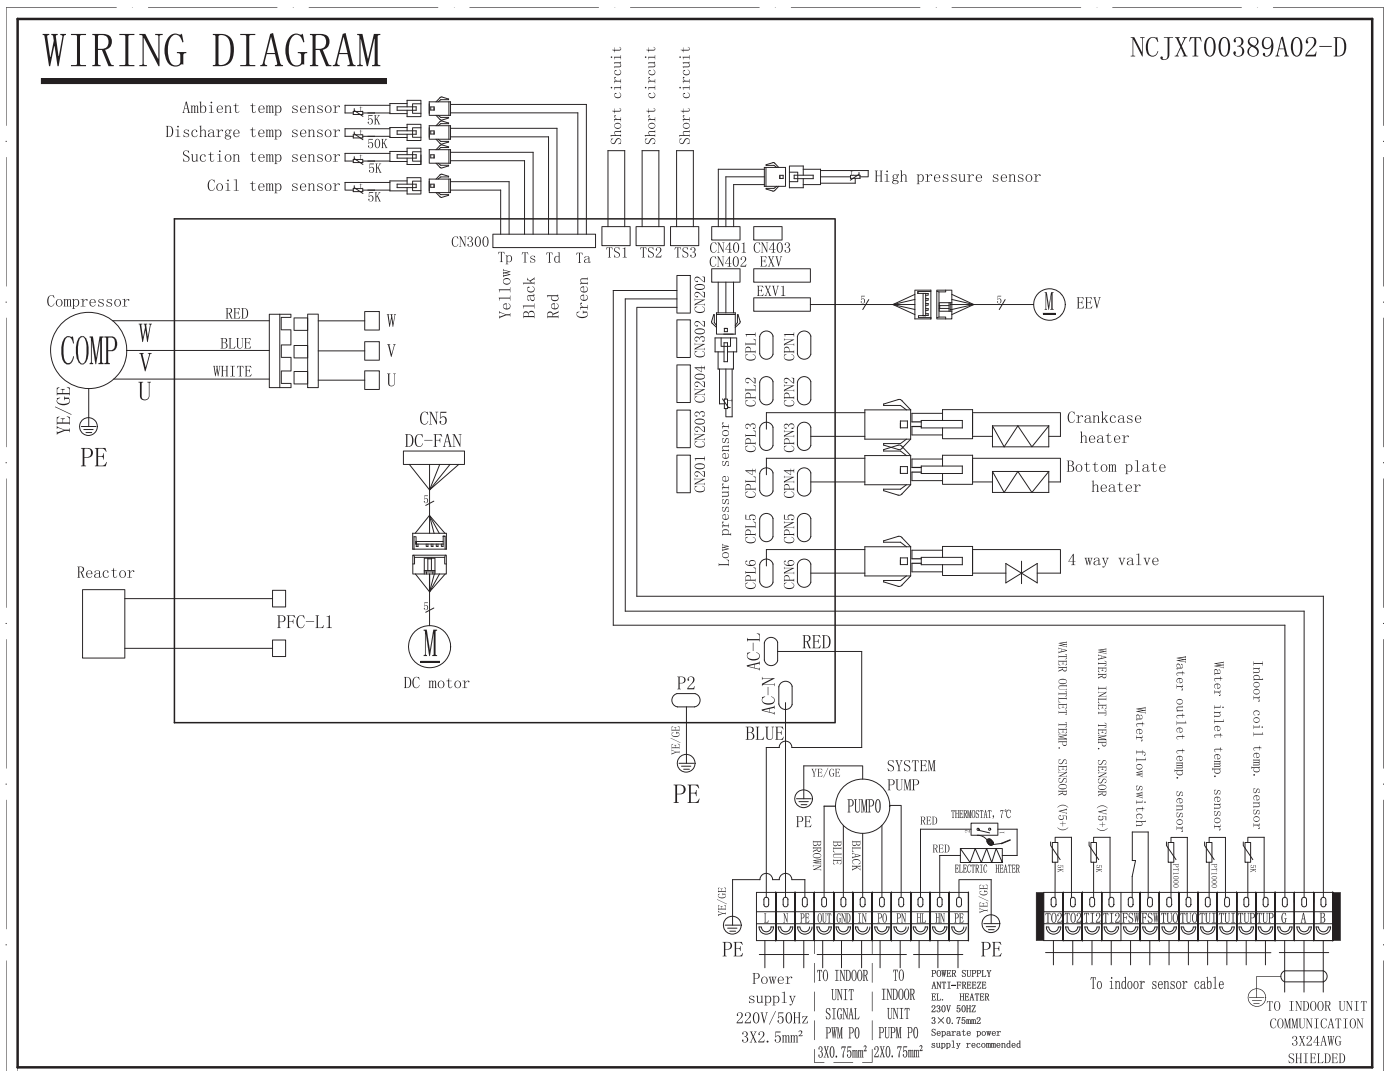 WIRING DIAGRAM
NCJXT00389A02-D
Ambient temp sensor
5K
Discharge temp sensor
50K
Suction temp sensor
5K
Coil temp sensor
5K
Short circuit
Short circuit
Short circuit
High pressure sensor
CN300
Tp Ts Td Ta
Yellow
Black
Red
Green
TS1
TS2
TS3
CN401
CN403
CN402
EXV
EXV1
5
5
M
EEV
CN202
CN302
CN204
CN203
CN201
Low pressure sensor
CPL1
CPN1
CPL2
CPN2
CPL3
CPN3
CPL4
CPN4
CPL5
CPN5
CPL6
CPN6
Crankcase
heater
Bottom plate
heater
4 way valve
Compressor
COMP
RED
W
BLUE
V
WHITE
U
W
V
U
YE/GE
PE
CN5
DC-FAN
5
5
M
DC motor
Reactor
PFC-L1
P2
YE/GE
PE
AC-L
RED
AC-N
BLUE
YE/GE
PE
SYSTEM
PUMP
PUMP0
BROWN
BLUE
BLACK
RED
THERMOSTAT, 7℃
RED
ELECTRIC HEATER
YE/GE
PE
YE/GE
PE
L N PE OUT GND IN PO PN HL HN PE
Power
supply
220V/50Hz
3X2.5mm²
TO INDOOR
UNIT
SIGNAL
PWM P0
3X0.75mm²
TO
INDOOR
UNIT
PUPM P0
2X0.75mm²
POWER SUPPLY
ANTI-FREEZE
EL. HEATER
230V 50HZ
3×0.75mm2
Separate power
supply recommended
WATER OUTLET TEMP. SENSOR (V5+)
WATER INLET TEMP. SENSOR (V5+)
Water flow switch
Water outlet temp. sensor
Water inlet temp. sensor
Indoor coil temp. sensor
5K
5K
PT1000
PT1000
5K
TO2 TO2 TI2 TI2 FSW FSW TUO TUO TUI TUI TUP TUP G A B
To indoor sensor cable
TO INDOOR UNIT
COMMUNICATION
3X24AWG
SHIELDED